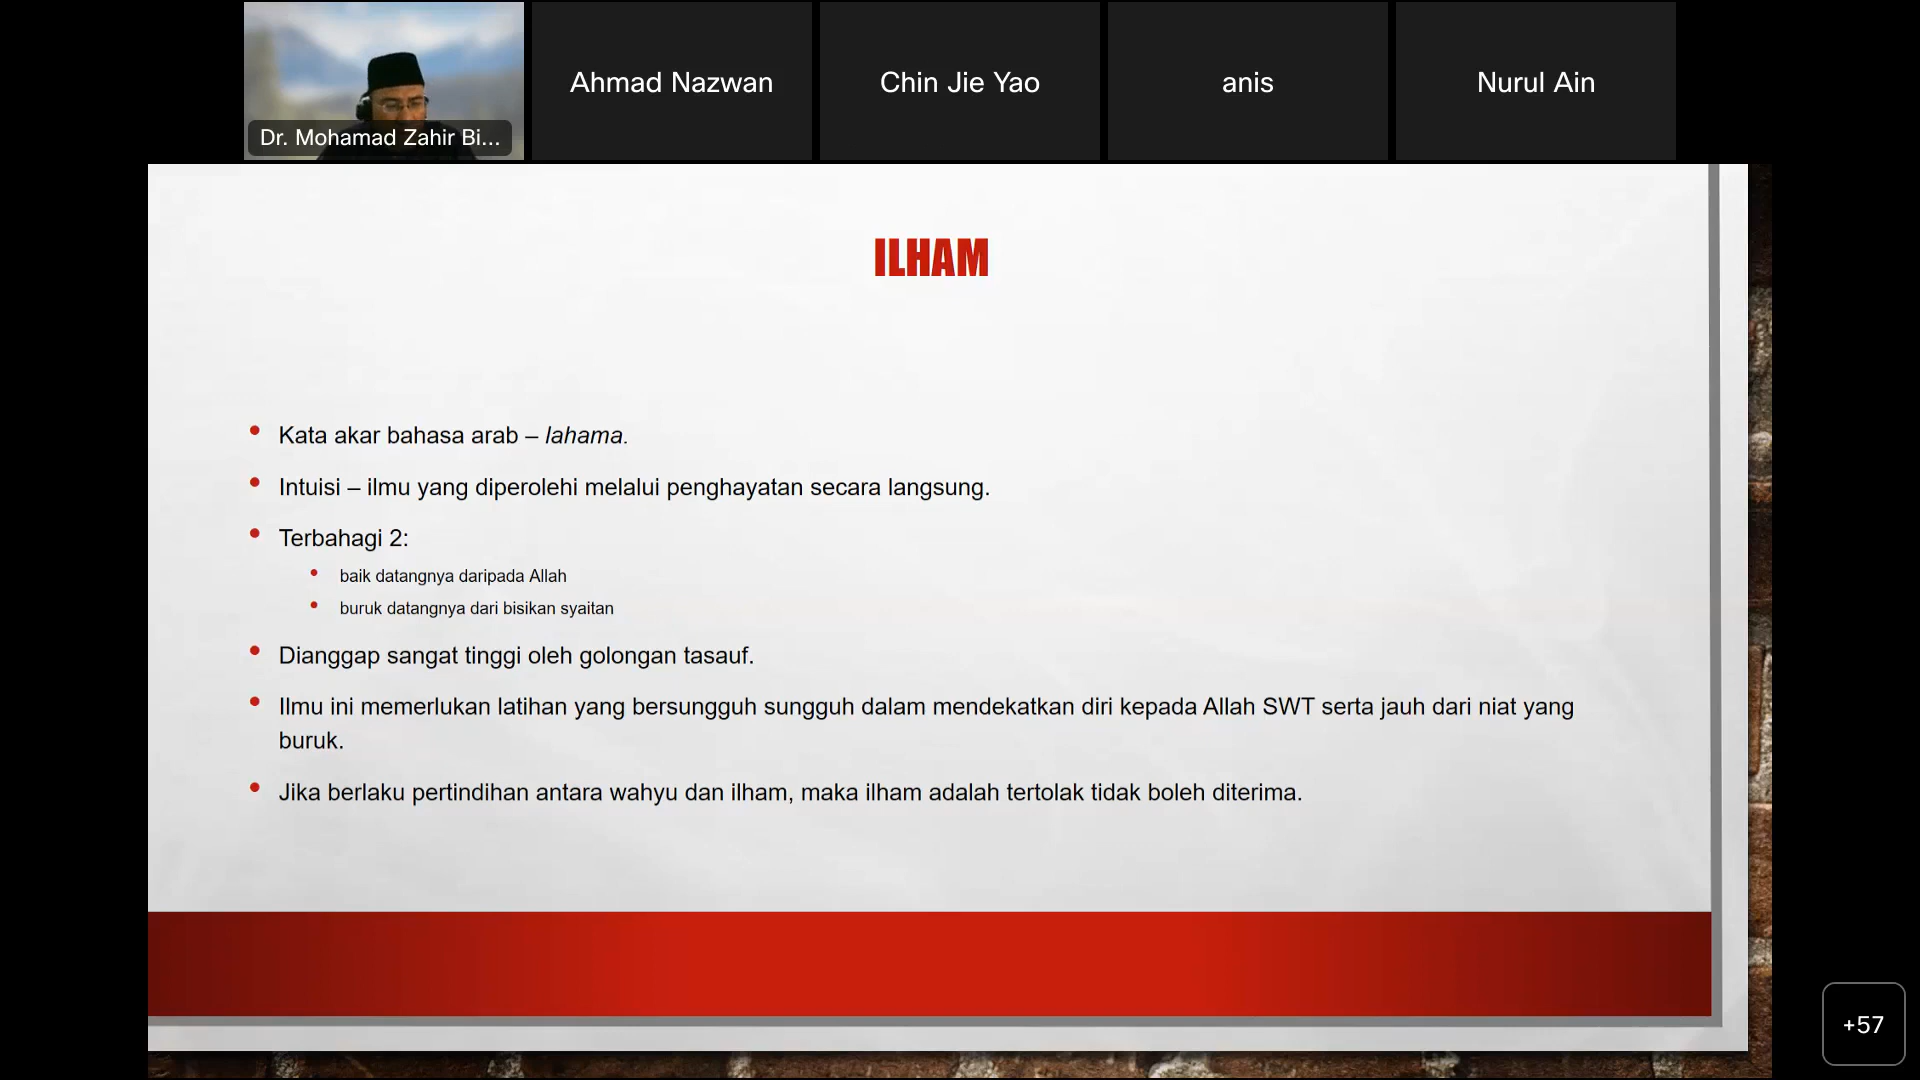 Dr. Mohamad Zahir Bi...
Ahmad Nazwan
Chin Jie Yao
anis
Nurul Ain
ILHAM
• Kata akar bahasa arab – lahama.
• Intuisi – ilmu yang diperolehi melalui penghayatan secara langsung.
• Terbahagi 2:
• baik datangnya daripada Allah
• buruk datangnya dari bisikan syaitan
• Dianggap sangat tinggi oleh golongan tasauf.
• Ilmu ini memerlukan latihan yang bersungguh sungguh dalam mendekatkan diri kepada Allah SWT serta jauh dari niat yang
buruk.
• Jika berlaku pertindihan antara wahyu dan ilham, maka ilham adalah tertolak tidak boleh diterima.
+57